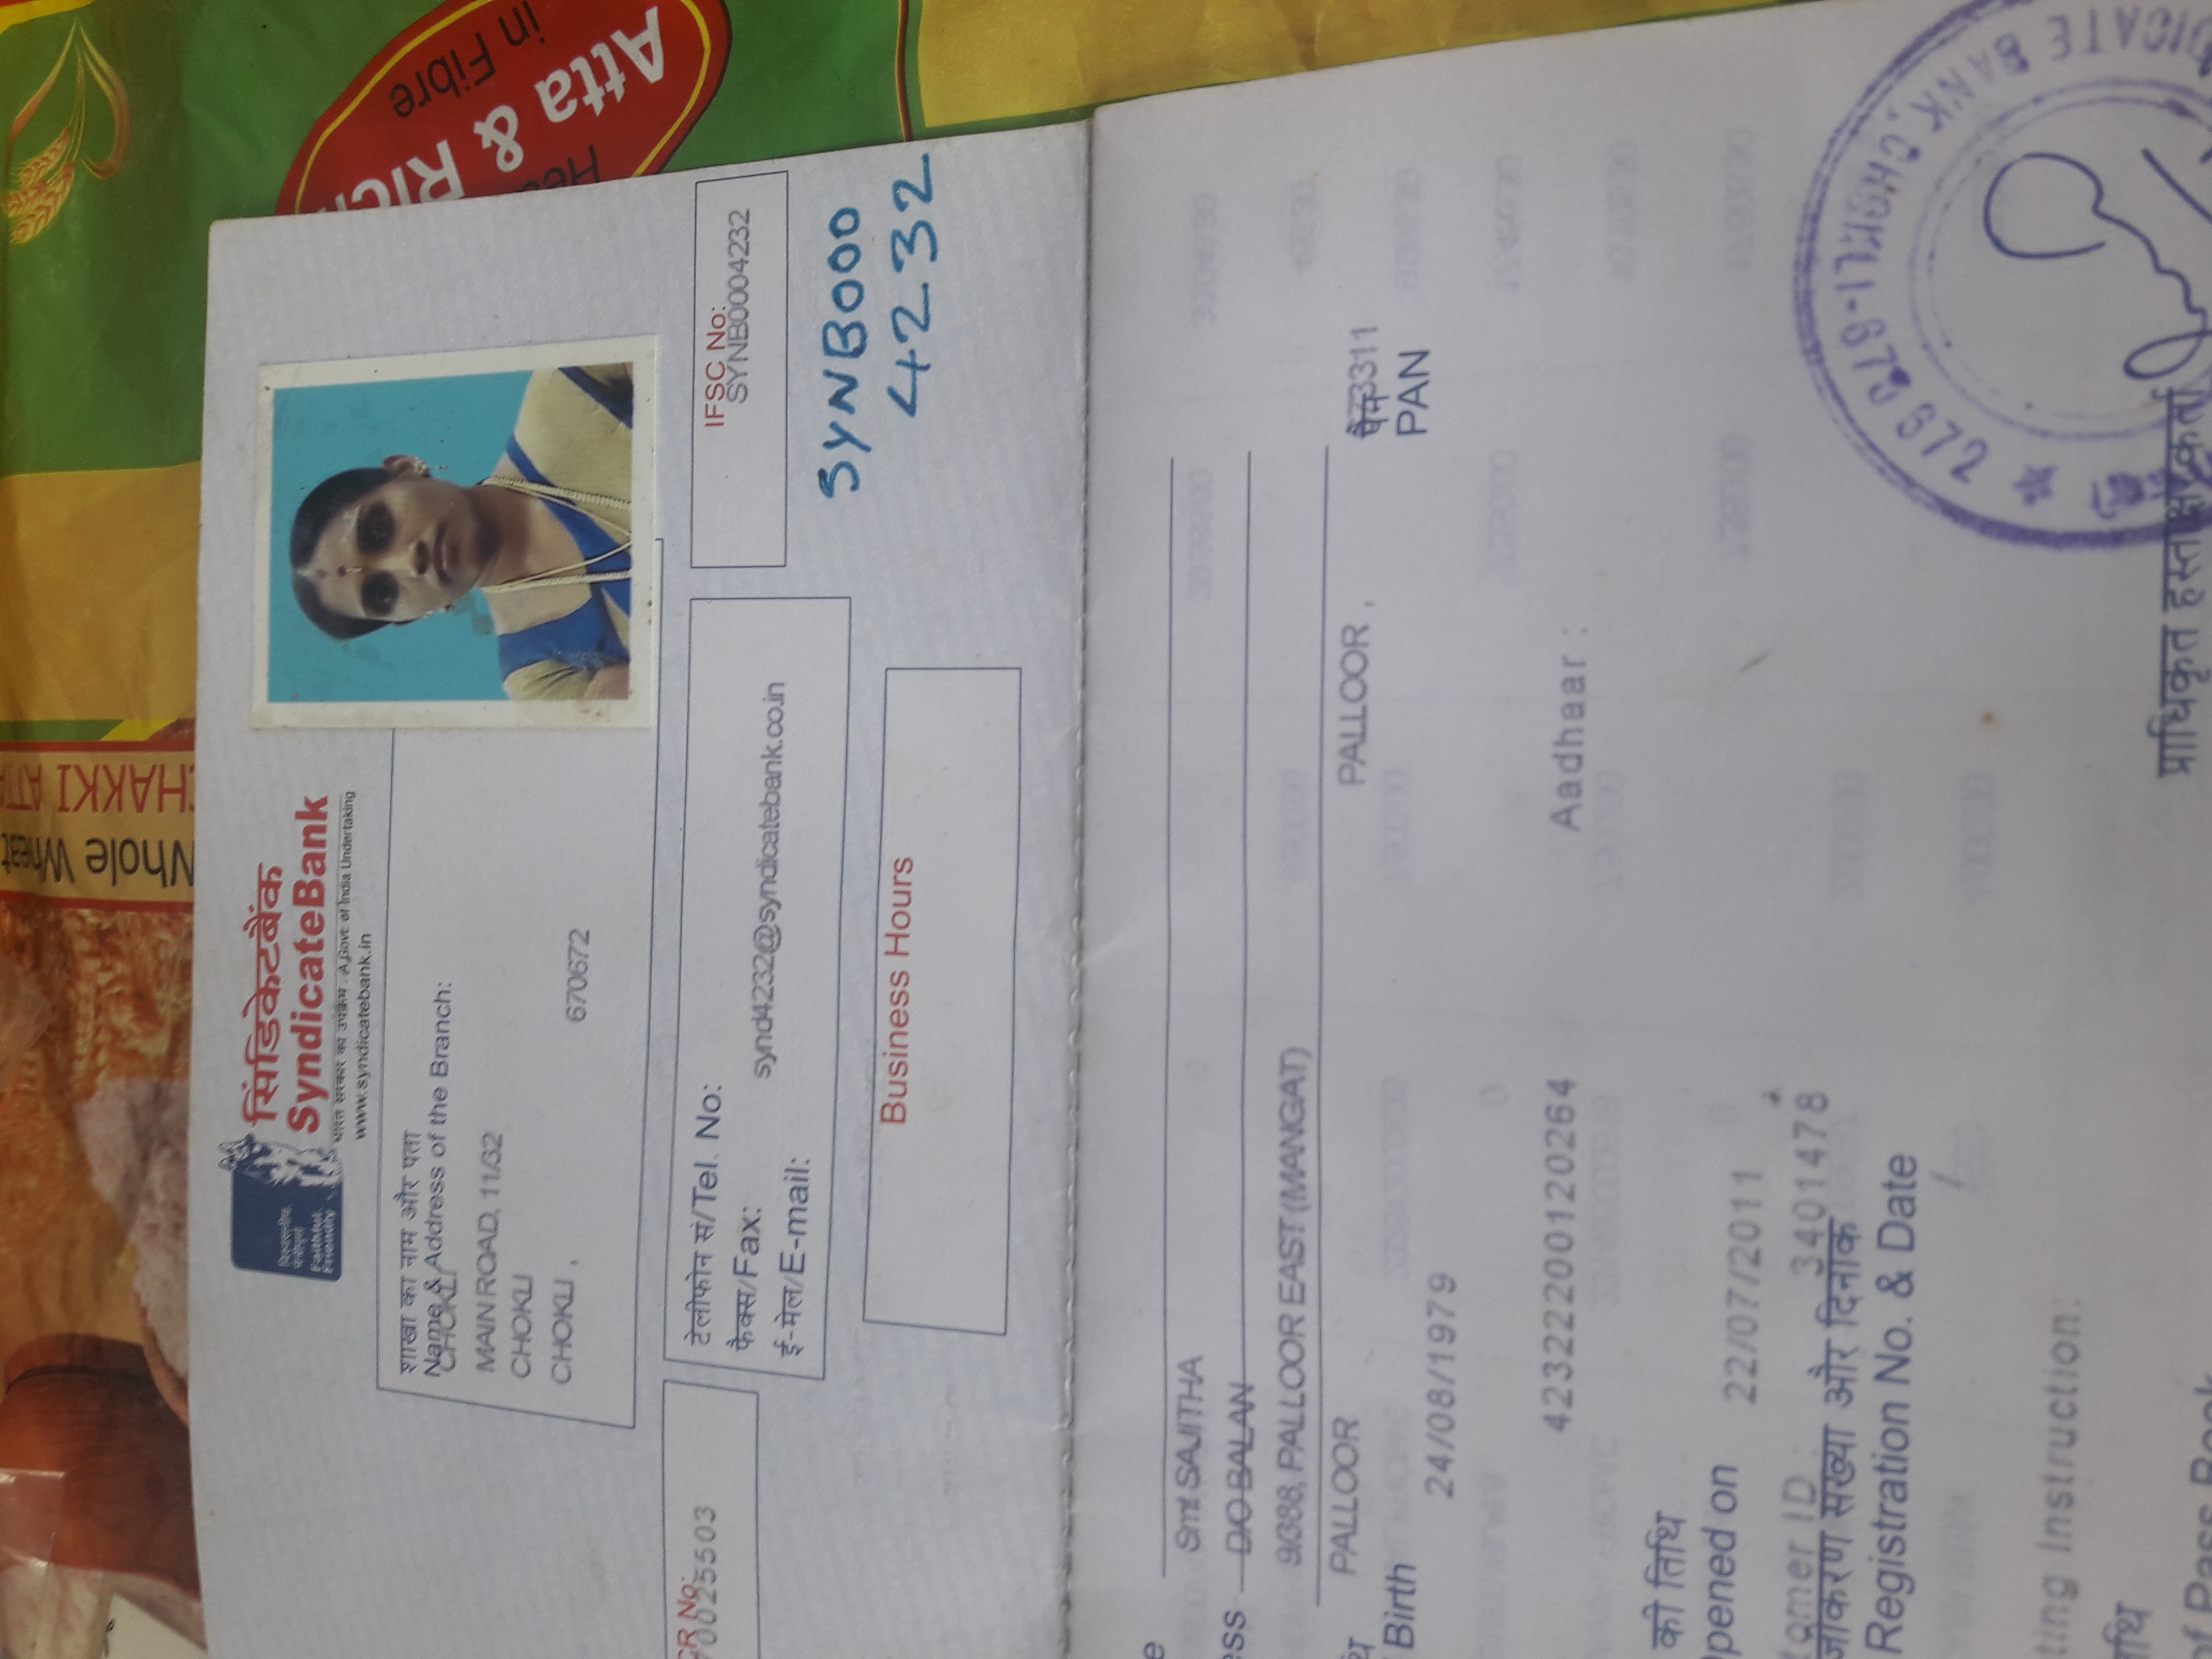 Whole Wheat
CHAKKI ATTA
विश्वसनीय,
मैत्रीपूर्ण
Faithful,
Friendly
सिंडिकेटबैंक
SyndicateBank
भारत सरकार का उपक्रम . A Govt. of India Undertaking
www.syndicatebank.in
Atta & Rich
in Fibre
शाखा का नाम और पता
Name & Address of the Branch:
CHOKLI
MAIN ROAD, 11/32
CHOKLI
CHOKLI , 670672
CR No:
70025503
टेलीफोन सं/Tel. No:
फैक्स/Fax:
synd4232@syndicatebank.co.in
ई-मेल/E-mail:
IFSC No:
SYNB0004232
SYNB000
4232
Business Hours
Smt SAJITHA
D/O BALAN
9/388, PALLOOR EAST (MANGAT)
PALLOOR PALLOOR , 673311
पैन
Birth PAN
24/08/1979
42322200120264 Aadhaar :
की तिथि
Opened on 22/07/2011
tomer ID : 3401478
जीकरण संख्या और दिनांक
Registration No. & Date
ting Instruction:
of Pass Book
प्राधिकृत हस्ताक्षरकर्ता
BANK, CHOKLI-670 672